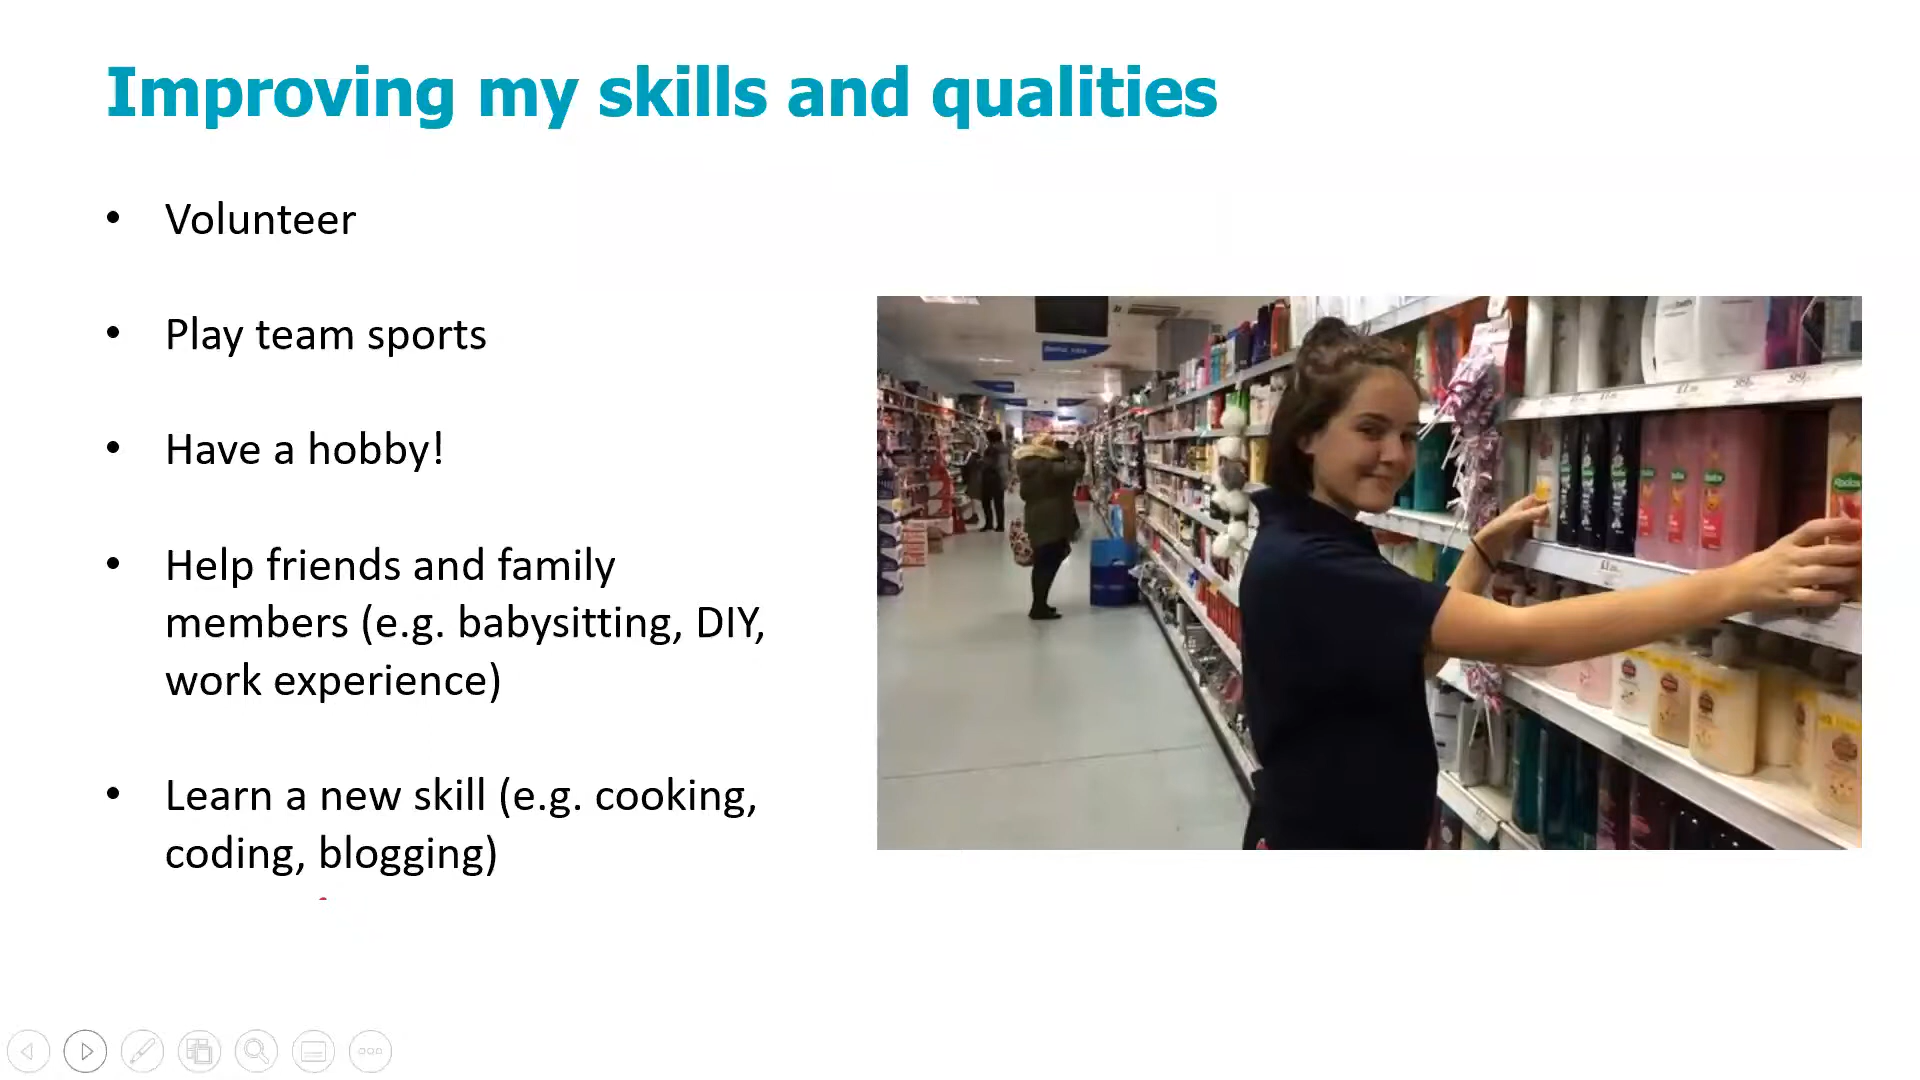 Improving my skills and qualities
• Volunteer
• Play team sports
• Have a hobby!
• Help friends and family
members (e.g. babysitting, DIY,
work experience)
• Learn a new skill (e.g. cooking,
coding, blogging)